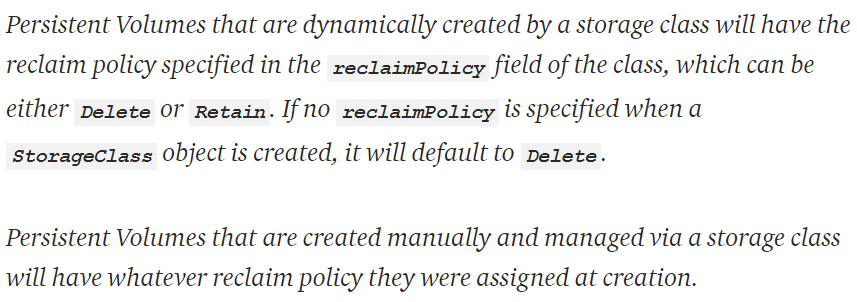 Persistent Volumes that are dynamically created by a storage class will have the
reclaim policy specified in the reclaimPolicy field of the class, which can be
either Delete or Retain. If no reclaimPolicy is specified when a
StorageClass object is created, it will default to Delete.
Persistent Volumes that are created manually and managed via a storage class
will have whatever reclaim policy they were assigned at creation.